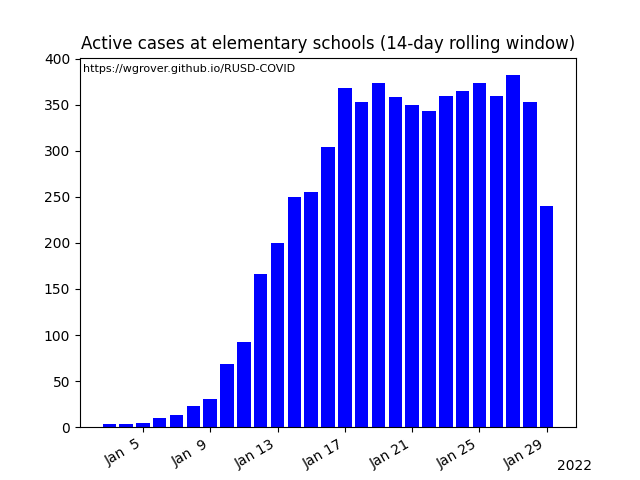 Active cases at elementary schools (14-day rolling window)
https://wgrover.github.io/RUSD-COVID
400
350
300
250
200
150
100
50
0
Jan  5
Jan  9
Jan 13
Jan 17
Jan 21
Jan 25
Jan 29
2022